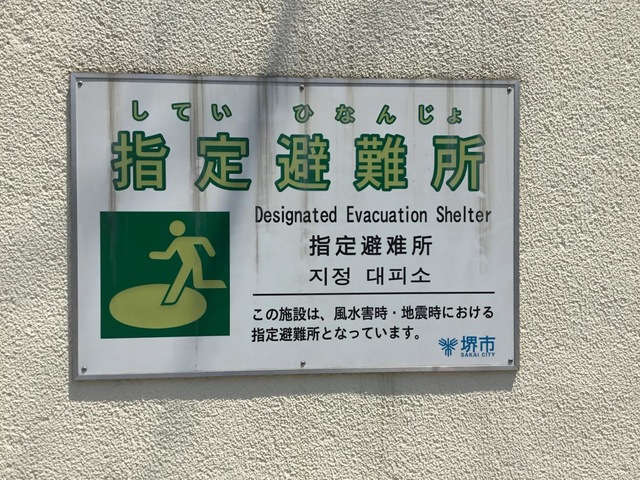 してい ひなんじょ
指定避難所
Designated Evacuation Shelter
指定避难所
지정 대피소
この施設は、風水害時・地震時における
指定避難所となっています。
堺市
SAKAI CITY